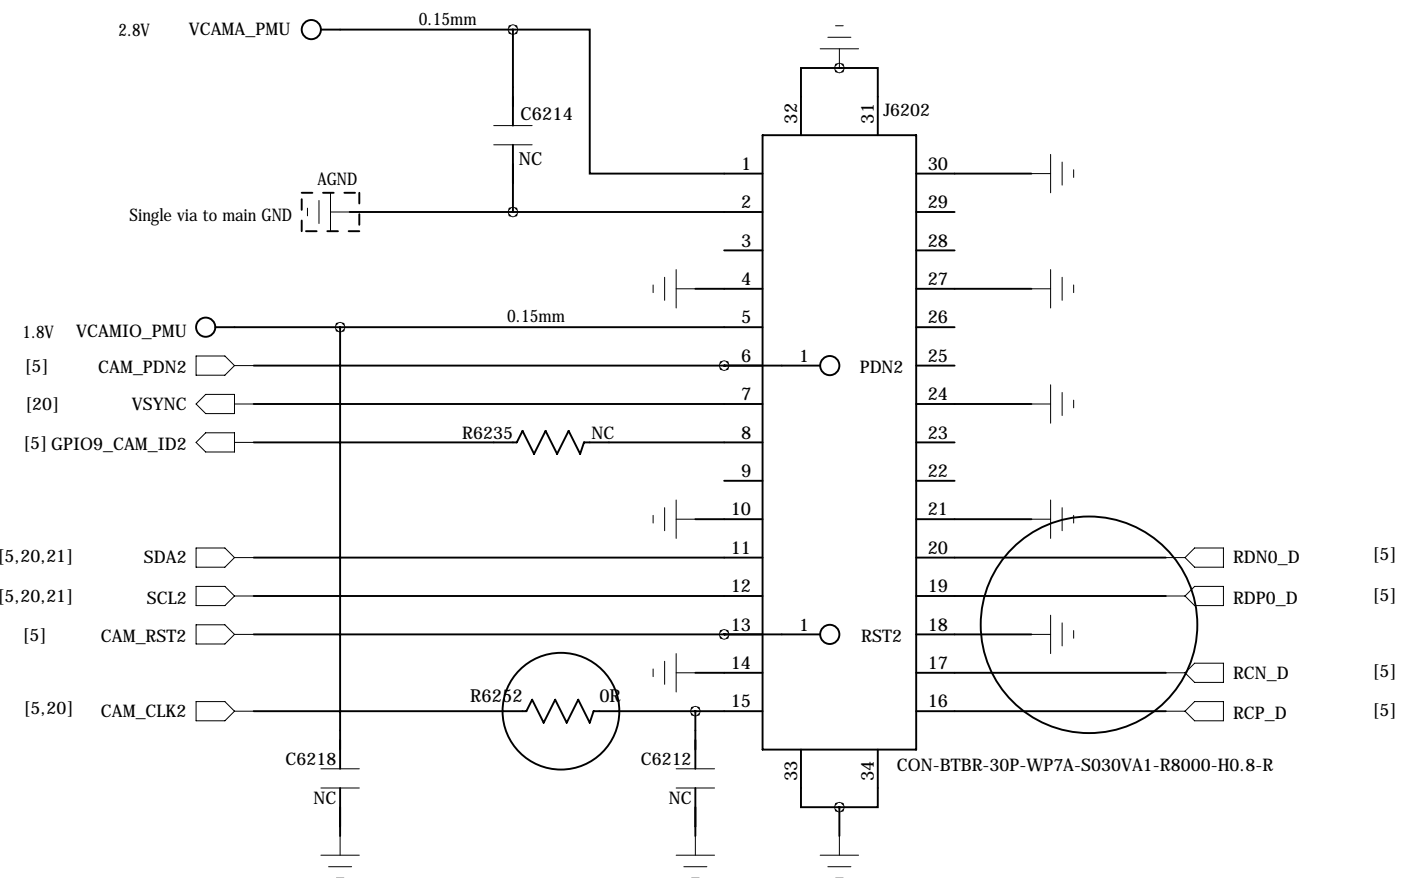 2.8V VCAMA_PMU 0.15mm
32 31 J6202
C6214
NC
1 30
AGND
Single via to main GND 2 29
3 28
4 27
1.8V VCAMIO_PMU 0.15mm 5 26
[5] CAM_PDN2 6 1 PDN2 25
[20] VSYNC 7 24
[5] GPIO9_CAM_ID2 R6235 NC 8 23
9 22
10 21
[5,20,21] SDA2 11 20 RDN0_D [5]
[5,20,21] SCL2 12 19 RDP0_D [5]
[5] CAM_RST2 13 1 RST2 18
14 17 RCN_D [5]
[5,20] CAM_CLK2 R6252 0R 15 16 RCP_D [5]
C6218 C6212 33 34 CON-BTBR-30P-WP7A-S030VA1-R8000-H0.8-R
NC NC